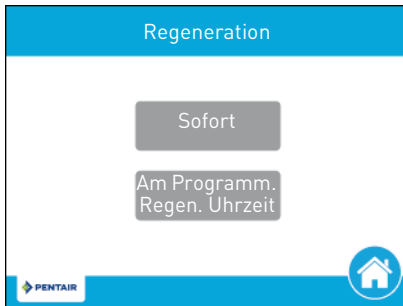 Regeneration
Sofort
Am Programm.
Regen. Uhrzeit
PENTAIR